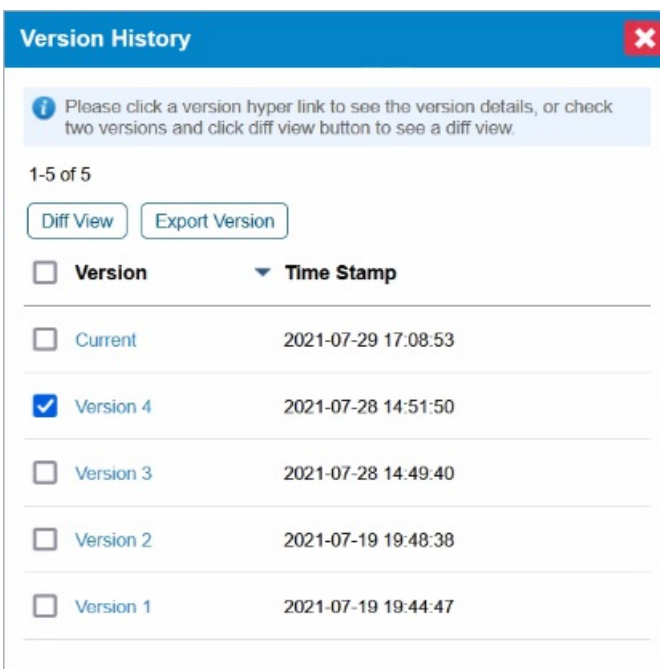 Version History
Please click a version hyper link to see the version details, or check
two versions and click diff view button to see a diff view.
1-5 of 5
Diff View Export Version
Version Time Stamp
Current 2021-07-29 17:08:53
Version 4 2021-07-28 14:51:50
Version 3 2021-07-28 14:49:40
Version 2 2021-07-19 19:48:38
Version 1 2021-07-19 19:44:47